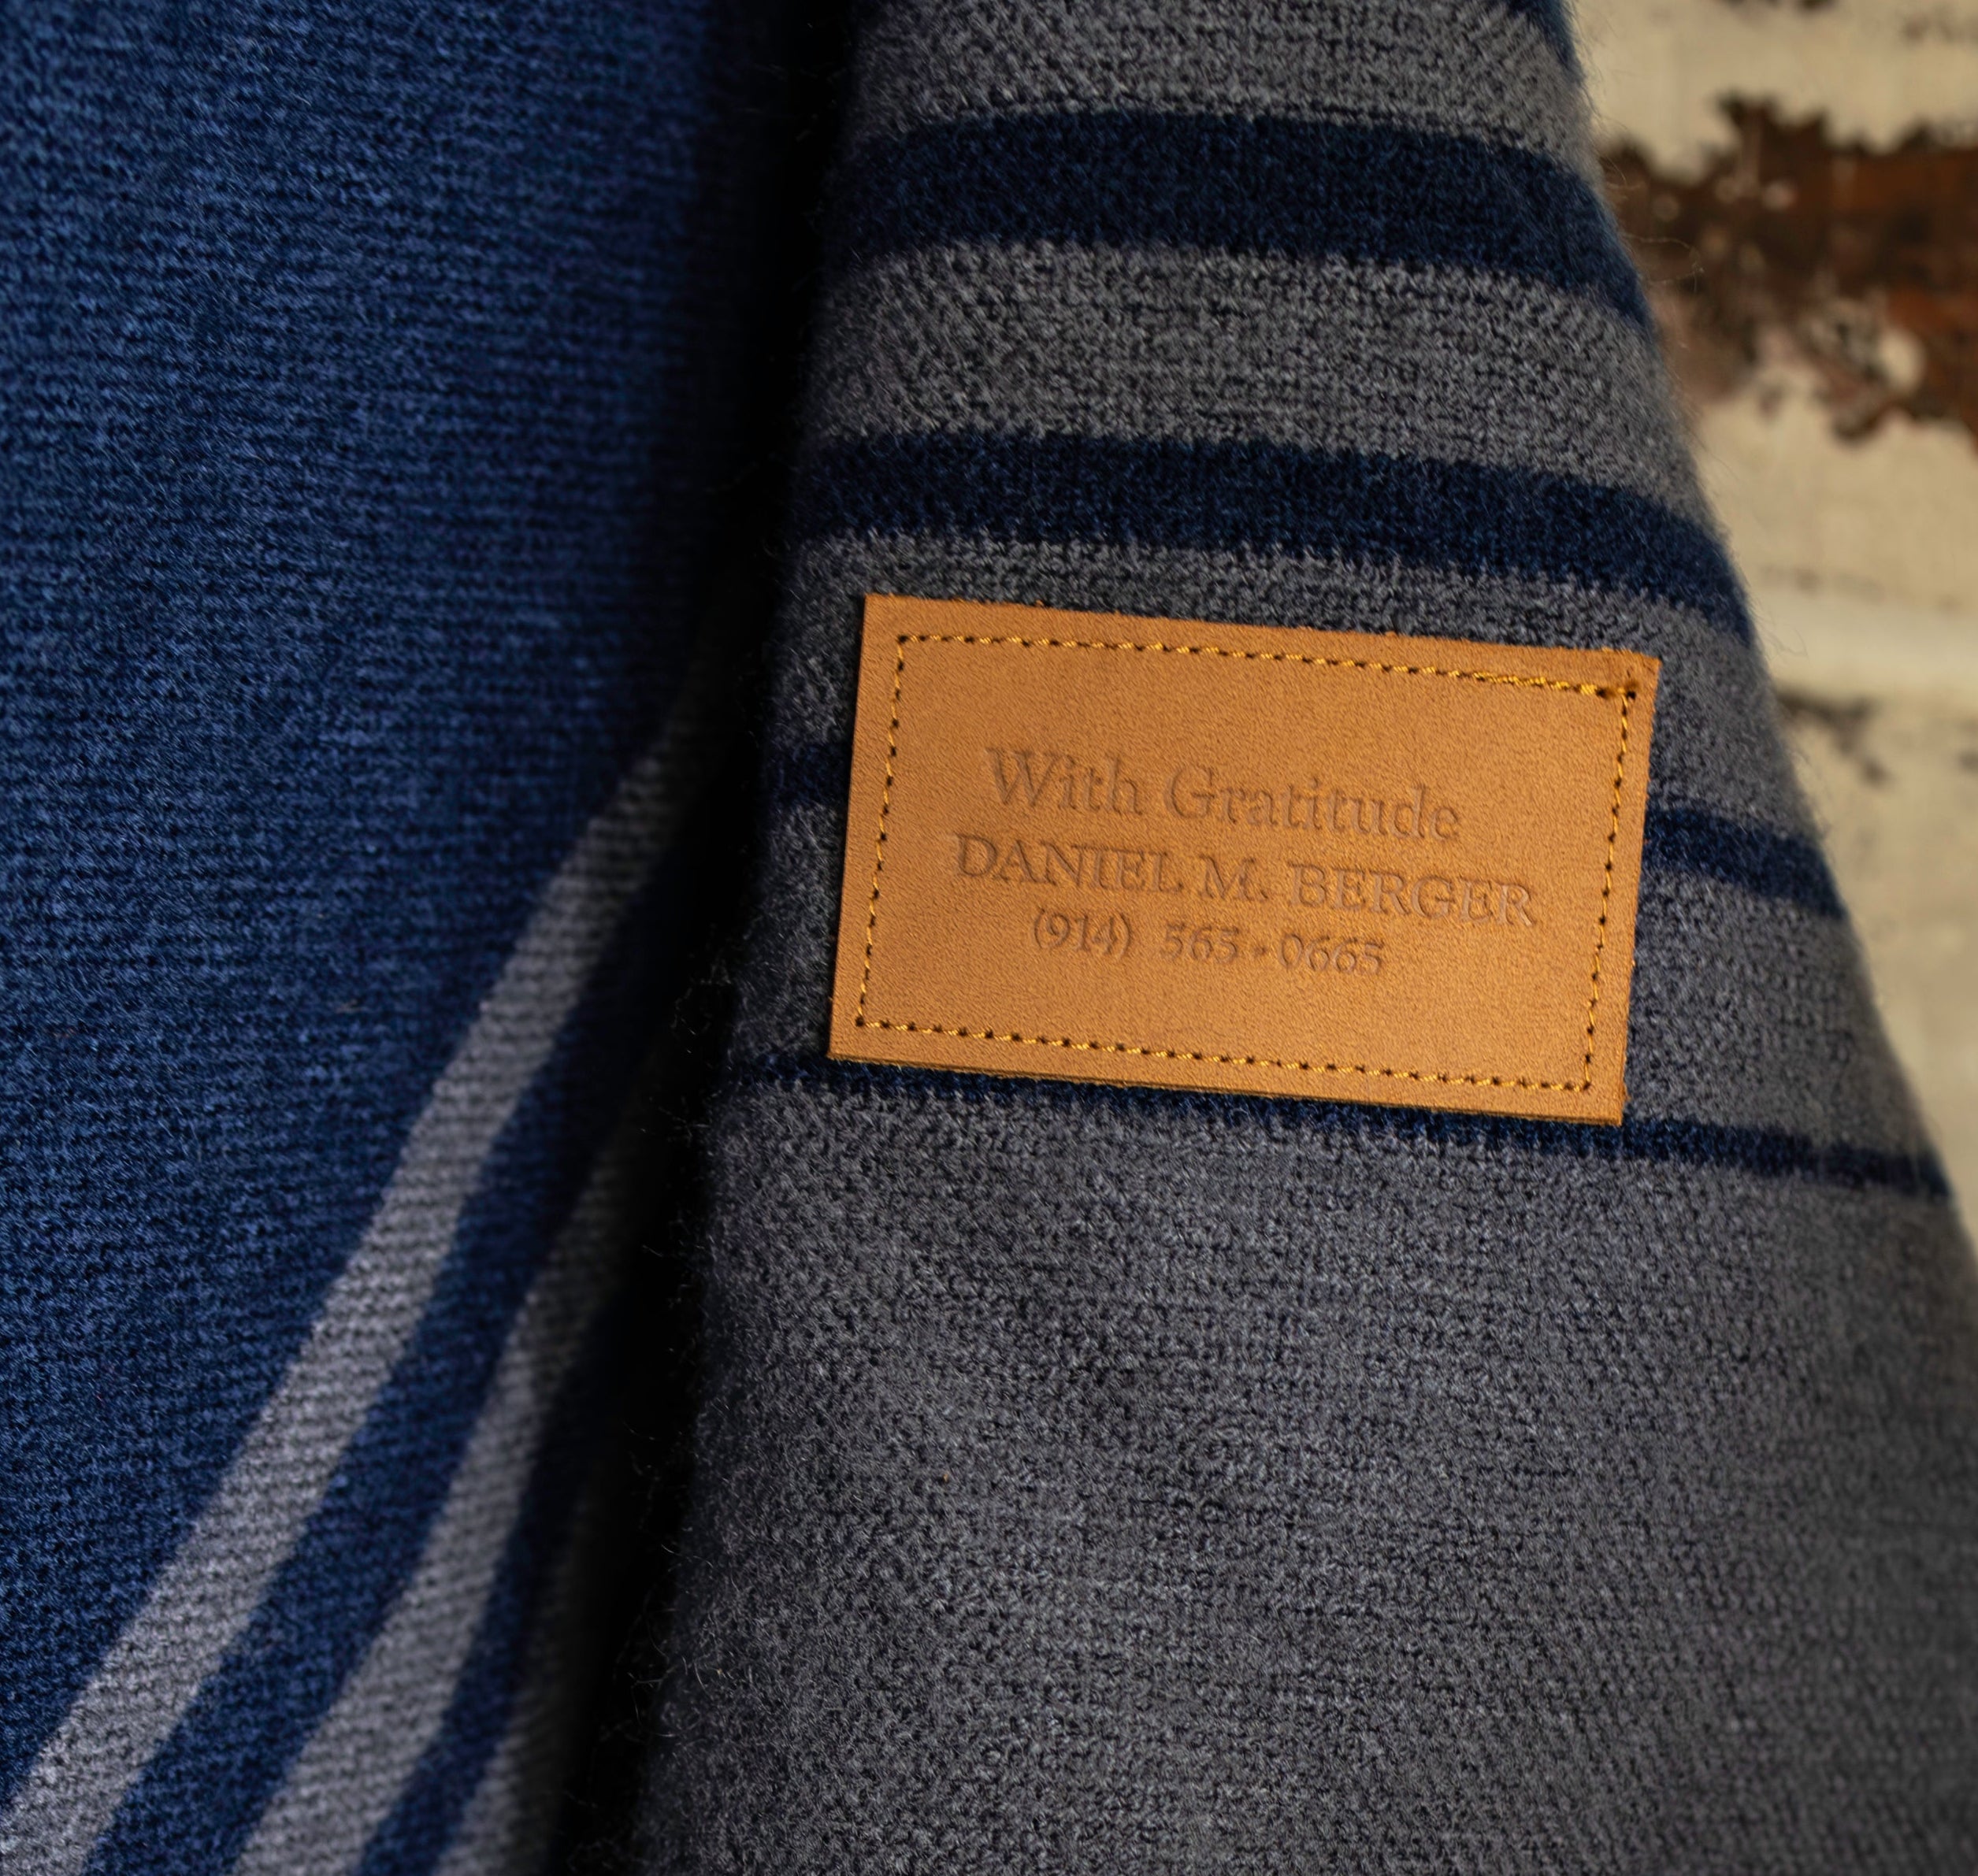 With Gratitude
DANIEL M. BERGER
(914) 565-0665